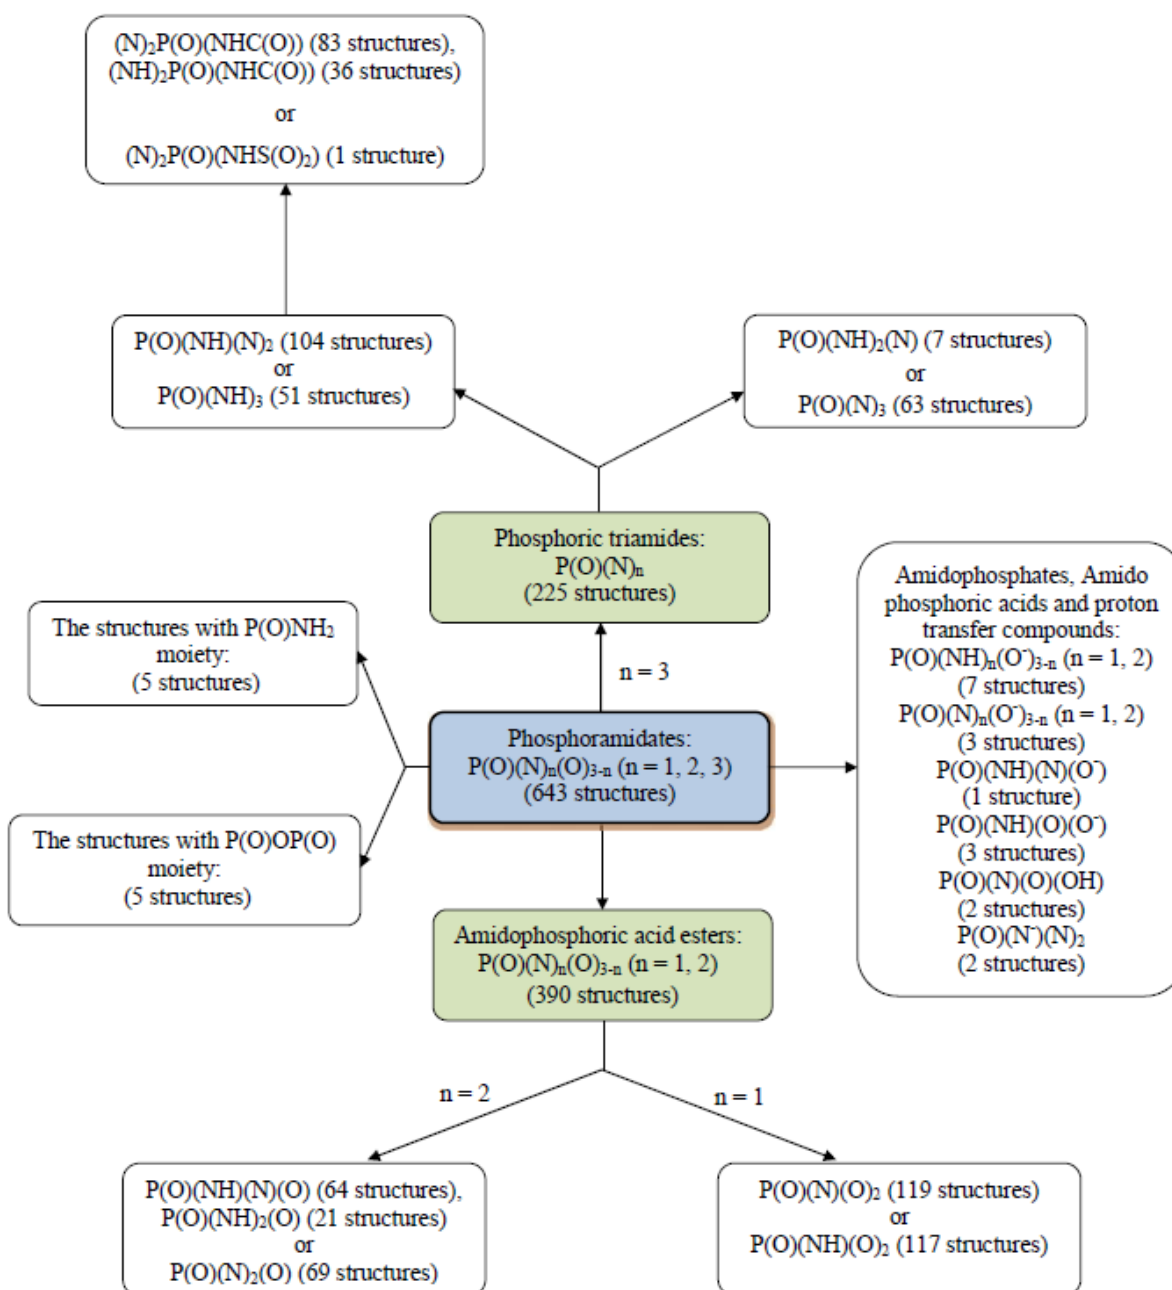 (N)₂P(O)(NHC(O)) (83 structures),
(NH)₂P(O)(NHC(O)) (36 structures)
or
(N)₂P(O)(NHS(O)₂) (1 structure)
P(O)(NH)(N)₂ (104 structures)
or
P(O)(NH)₃ (51 structures)
P(O)(NH)₂(N) (7 structures)
or
P(O)(N)₃ (63 structures)
Phosphoric triamides:
P(O)(N)ₙ
(225 structures)
n = 3
The structures with P(O)NH₂
moiety:
(5 structures)
Phosphoramidates:
P(O)(N)ₙ(O)₃₋ₙ (n = 1, 2, 3)
(643 structures)
The structures with P(O)OP(O)
moiety:
(5 structures)
Amidophosphates, Amido
phosphoric acids and proton
transfer compounds:
P(O)(NH)ₙ(O⁻)₃₋ₙ (n = 1, 2)
(7 structures)
P(O)(N)ₙ(O⁻)₃₋ₙ (n = 1, 2)
(3 structures)
P(O)(NH)(N)(O⁻)
(1 structure)
P(O)(NH)(O)(O⁻)
(3 structures)
P(O)(N)(O)(OH)
(2 structures)
P(O)(N⁻)(N)₂
(2 structures)
Amidophosphoric acid esters:
P(O)(N)ₙ(O)₃₋ₙ (n = 1, 2)
(390 structures)
n = 2
n = 1
P(O)(NH)(N)(O) (64 structures),
P(O)(NH)₂(O) (21 structures)
or
P(O)(N)₂(O) (69 structures)
P(O)(N)(O)₂ (119 structures)
or
P(O)(NH)(O)₂ (117 structures)